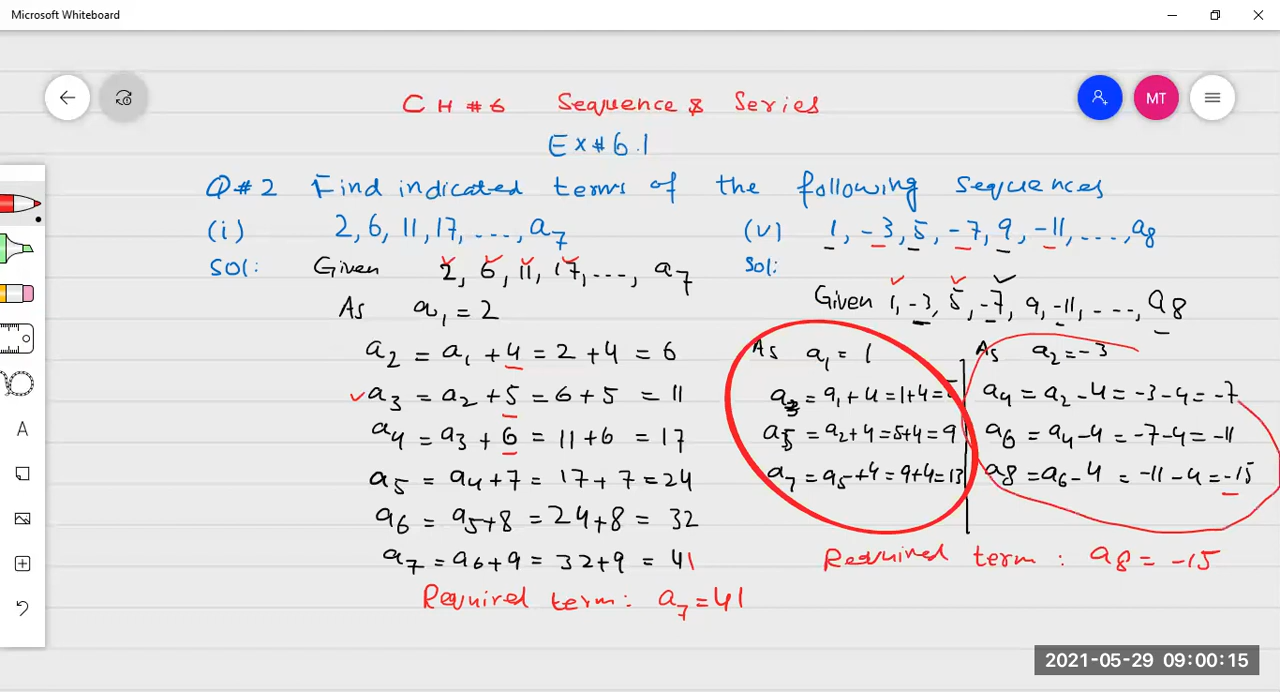 Microsoft Whiteboard
MT
CH#6 Sequence & Series
Ex#6.1
Q#2 Find indicated terms of the following sequences
(i) 2, 6, 11, 17, ...., a7
Sol: Given 2, 6, 11, 17, ..., a7
As a1 = 2
a2 = a1 + 4 = 2 + 4 = 6
a3 = a2 + 5 = 6 + 5 = 11
a4 = a3 + 6 = 11 + 6 = 17
a5 = a4 + 7 = 17 + 7 = 24
a6 = a5 + 8 = 24 + 8 = 32
a7 = a6 + 9 = 32 + 9 = 41
Required term: a7 = 41
(v) 1, -3, 5, -7, 9, -11, ...., a8
Sol:
Given 1, -3, 5, -7, 9, -11, ...., a8
As a1 = 1
a3 = a1 + 4 = 1 + 4 =
a5 = a2 + 4 = 5 + 4 = 9
a7 = a5 + 4 = 9 + 4 = 13
As a2 = -3
a4 = a2 - 4 = -3 - 4 = -7
a6 = a4 - 4 = -7 - 4 = -11
a8 = a6 - 4 = -11 - 4 = -15
Required term: a8 = -15
A
2021-05-29 09:00:15